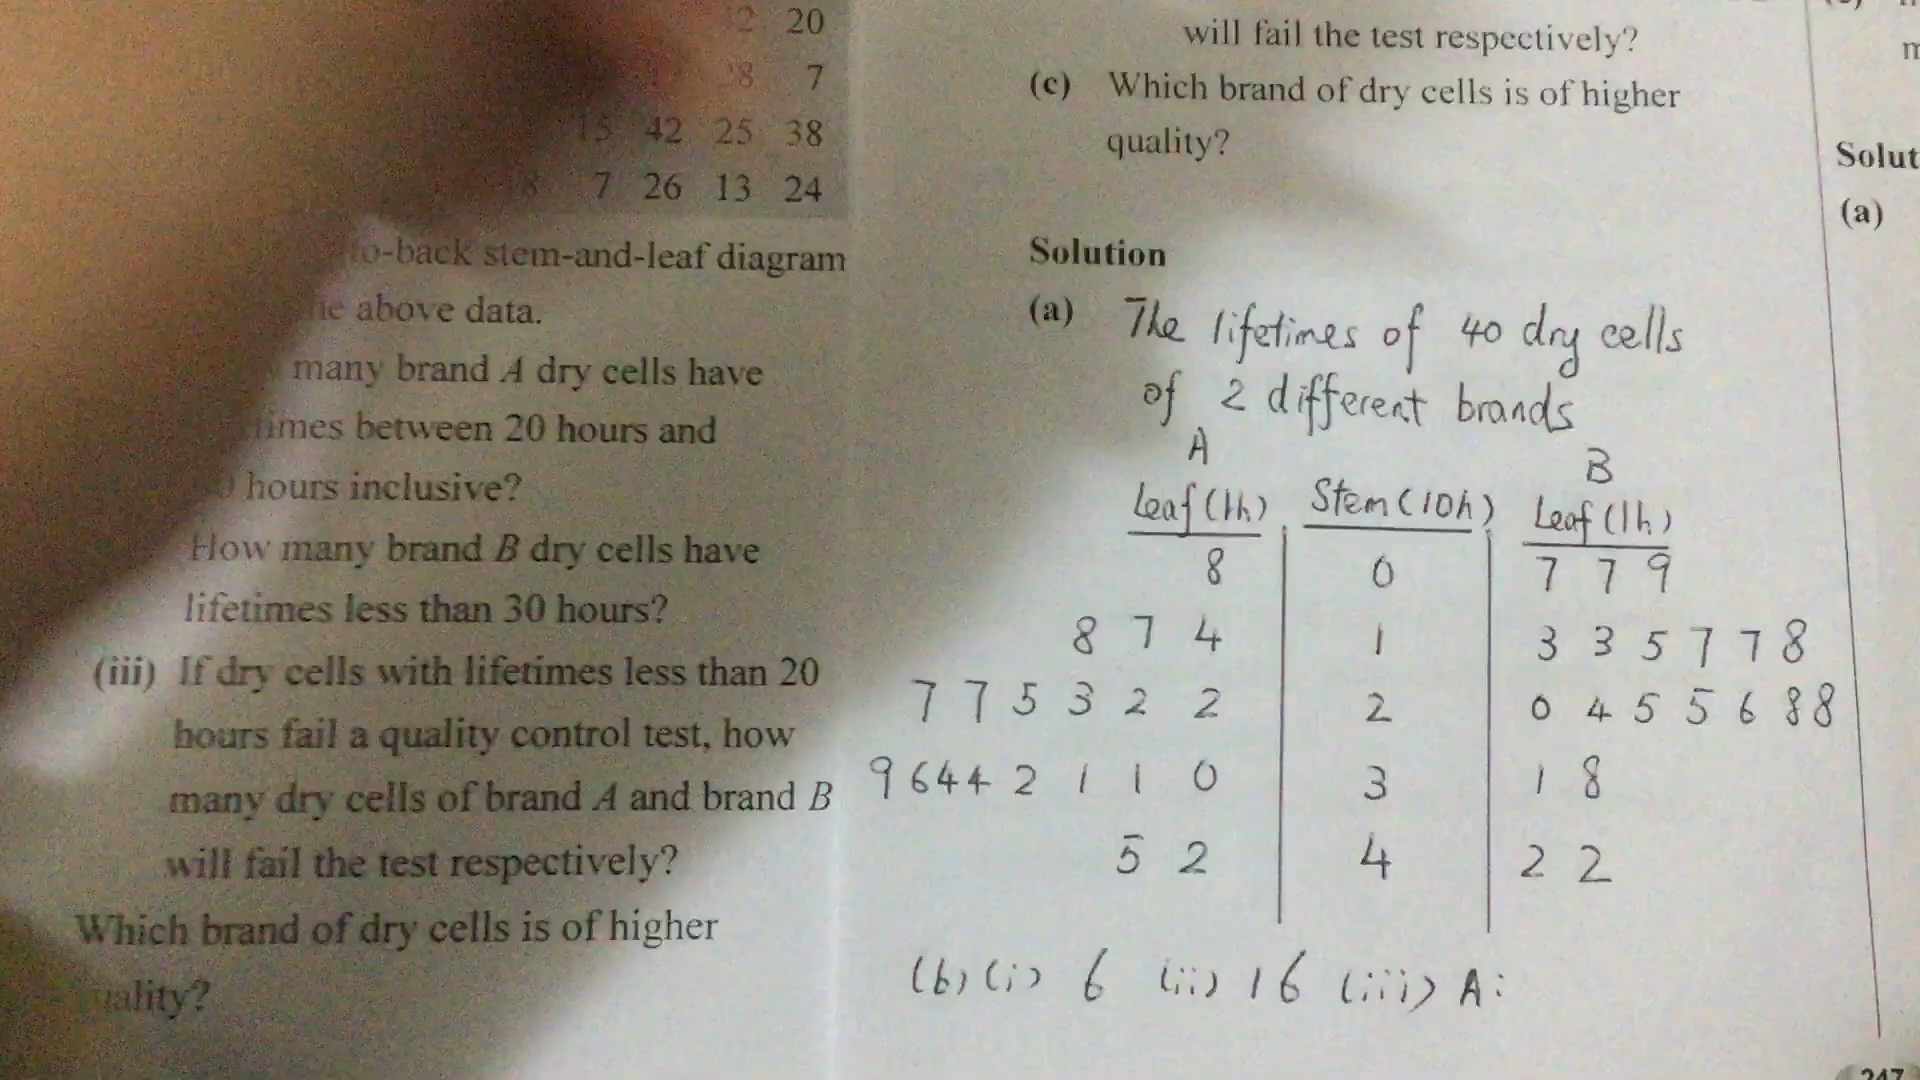 20
7
15 42 25 38
7 26 13 24
o-back stem-and-leaf diagram
above data.
many brand A dry cells have
times between 20 hours and
hours inclusive?
How many brand B dry cells have
lifetimes less than 30 hours?
(iii) If dry cells with lifetimes less than 20
hours fail a quality control test, how
many dry cells of brand A and brand B
will fail the test respectively?
Which brand of dry cells is of higher
uality?
will fail the test respectively?
(c) Which brand of dry cells is of higher
quality?
Solution
(a) The lifetimes of 40 dry cells
of 2 different brands
A B
Leaf (1h) Stem (10h) Leaf (1h)
8 0 7 7 9
8 7 4 1 3 3 5 7 7 8
7 7 5 3 2 2 2 0 4 5 5 6 8 8
9 6 4 4 2 1 1 0 3 1 8
5 2 4 2 2
(b) (i) 6 (ii) 16 (iii) A:
Solut
(a)
247